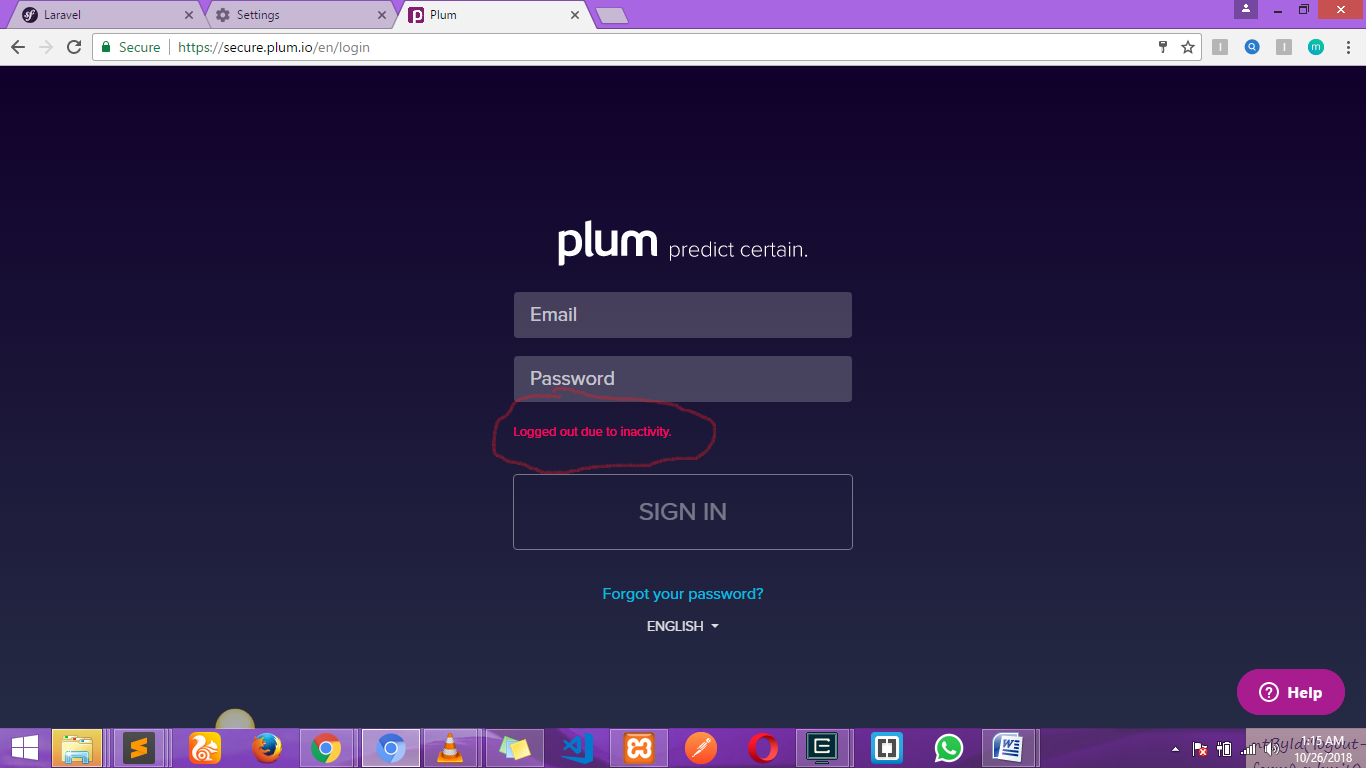 Laravel
Settings
Plum
Secure
https://secure.plum.io/en/login
plum predict certain.
Email
Password
Logged out due to inactivity.
SIGN IN
Forgot your password?
ENGLISH
Help
1:15 AM
10/26/2018